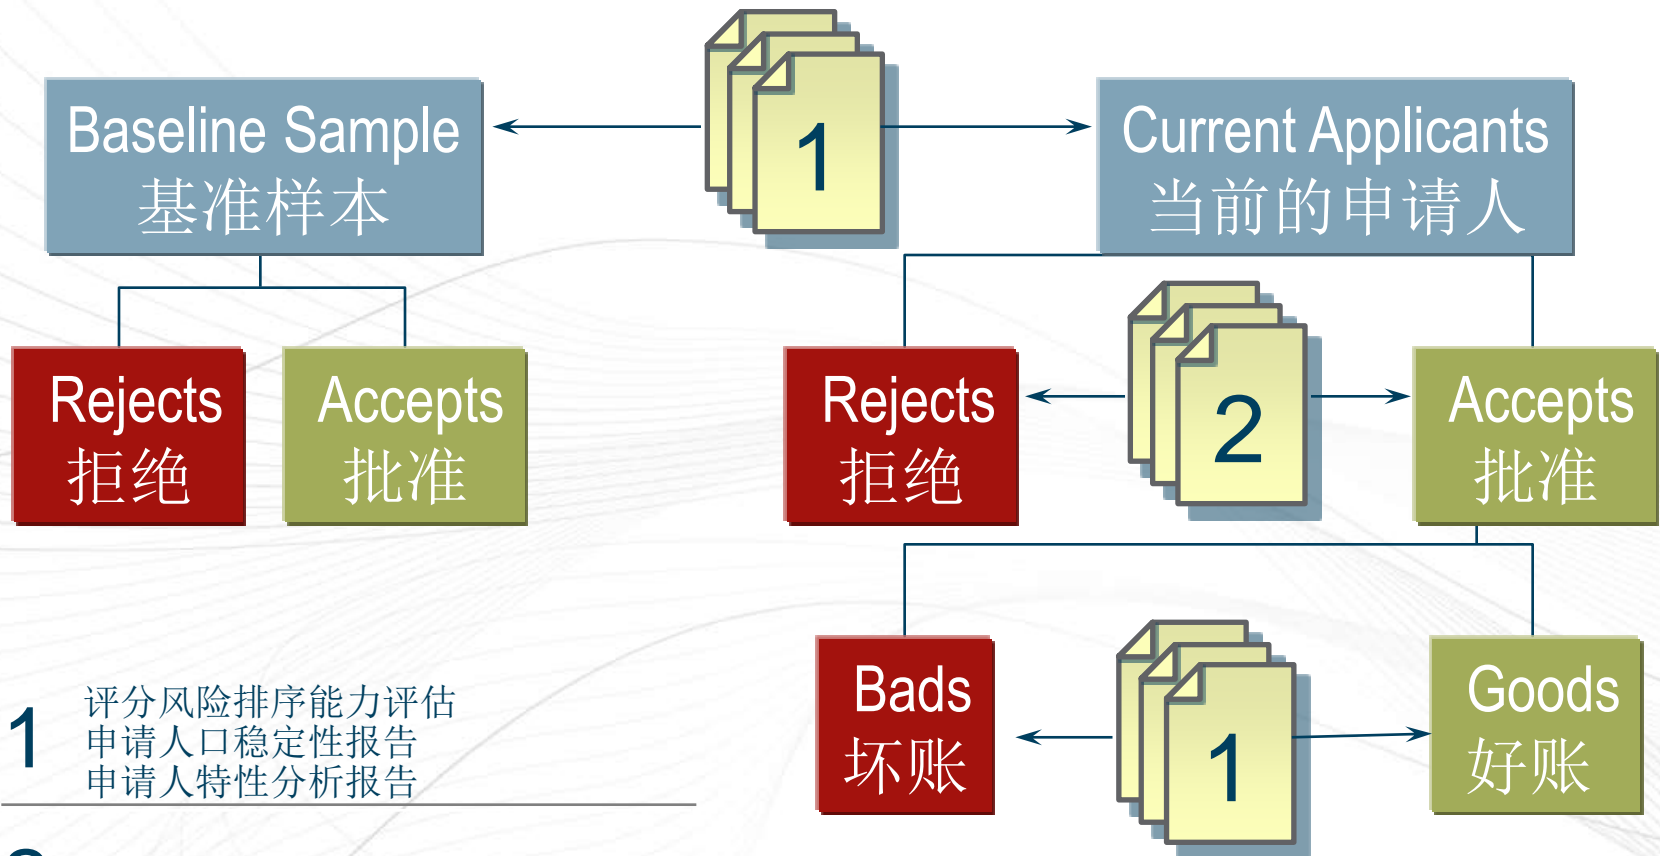 1
Baseline Sample
基准样本
Current Applicants
当前的申请人
Rejects
拒绝
Accepts
批准
Rejects
拒绝
2
Accepts
批准
Bads
坏账
1
Goods
好账
1
评分风险排序能力评估
申请人口稳定性报告
申请人特性分析报告